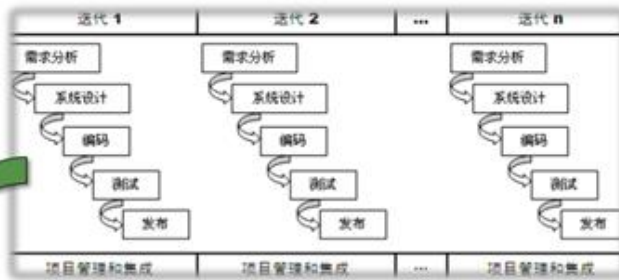 迭代 1 迭代 2 ... 迭代 n
需求分析 需求分析 需求分析
系统设计 系统设计 系统设计
编码 编码 编码
测试 测试 测试
发布 发布 发布
项目管理和集成 项目管理和集成 ... 项目管理和集成